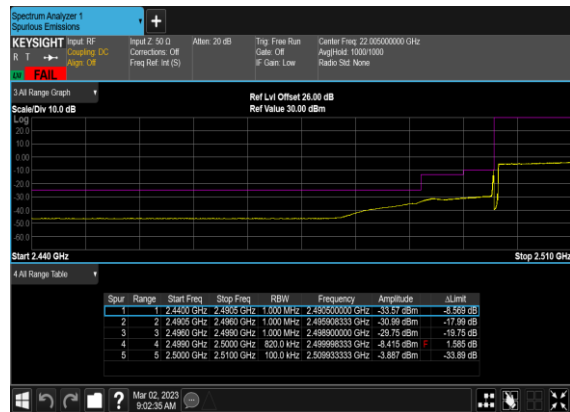 Spectrum Analyzer 1
Spurious Emissions
KEYSIGHT Input: RF Input Z: 50 Ω Atten: 20 dB Trig: Free Run Center Freq: 22.005000000 GHz
R T Coupling: DC Corrections: Off Gate: Off Avg|Hold: 1000/1000
Align: Off Freq Ref: Int (S) IF Gain: Low Radio Std: None
FAIL
3 All Range Graph
Ref Lvl Offset 26.00 dB
Scale/Div 10.0 dB Ref Value 30.00 dBm
Log
20.0
10.0
0.00
-10.0
-20.0
-30.0
-40.0
-50.0
-60.0
Start 2.440 GHz Stop 2.510 GHz
4 All Range Table
Spur Range Start Freq Stop Freq RBW Frequency Amplitude ΔLimit
1 1 2.4400 GHz 2.4905 GHz 1.000 MHz 2.490500000 GHz -33.57 dBm -8.569 dB
2 2 2.4905 GHz 2.4960 GHz 1.000 MHz 2.495908333 GHz -30.99 dBm -17.99 dB
3 3 2.4960 GHz 2.4990 GHz 1.000 MHz 2.498900000 GHz -29.75 dBm -19.75 dB
4 4 2.4990 GHz 2.5000 GHz 820.0 kHz 2.499998333 GHz -8.415 dBm F 1.585 dB
5 5 2.5000 GHz 2.5100 GHz 100.0 kHz 2.509933333 GHz -3.887 dBm -33.89 dB
? Mar 02, 2023
9:02:35 AM